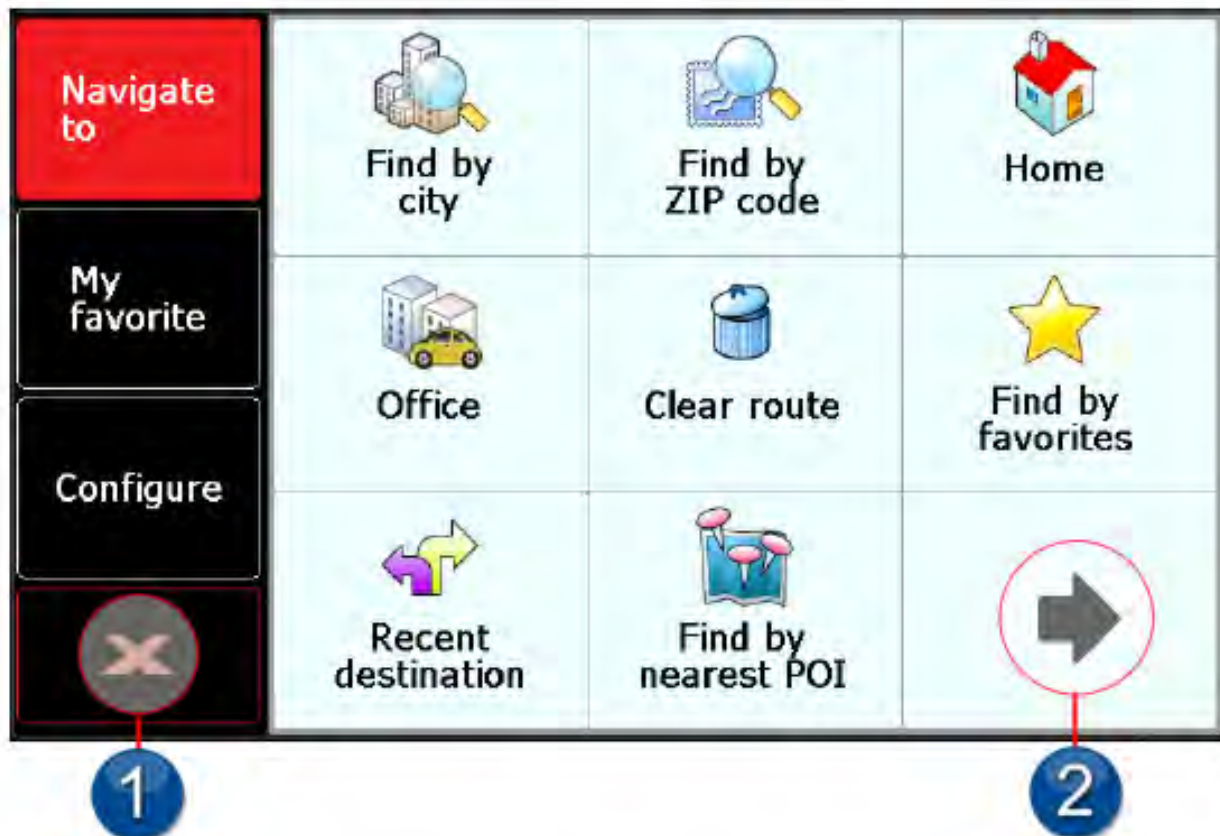 Navigate
to
My
favorite
Configure
Find by
city
Find by
ZIP code
Home
Office
Clear route
Find by
favorites
Recent
destination
Find by
nearest POI
1
2